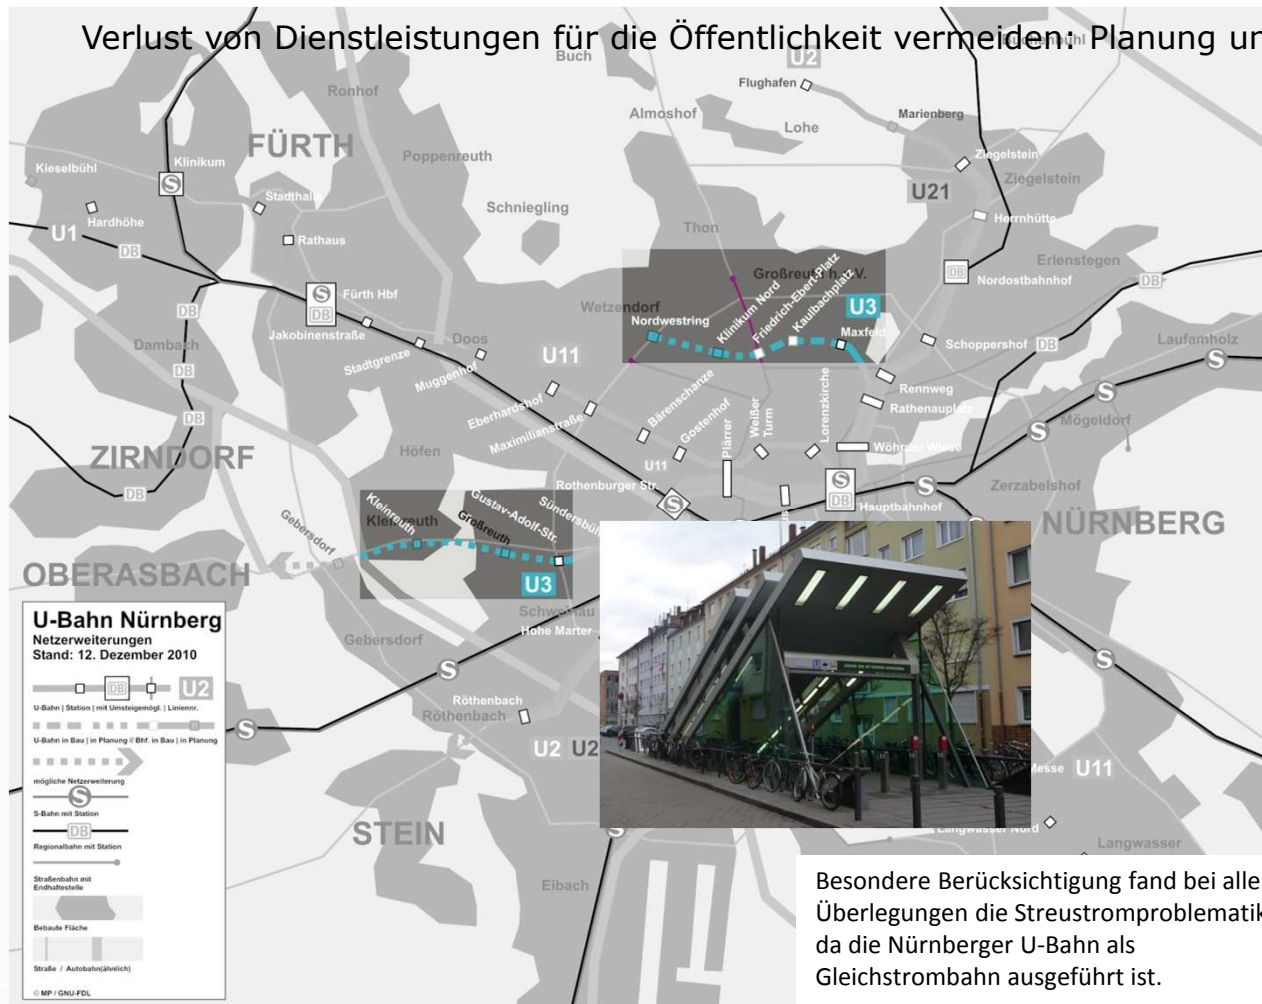 Verlust von Dienstleistungen für die Öffentlichkeit vermeiden: Planung un
Buch
U2
Flughafen
Ronhof
Almoshof
Lohe
Marienberg
FÜRTH
Poppenreuth
Kieselbühl
Klinikum
S
Ziegelstein
Ziegelstein
U21
Stadthalle
Schniegling
Hardhöhe
Herrnhütte
U1
Thon
Rathaus
DB
Erlenstegen
Nordostbahnhof
DB
DB
S
DB
Fürth Hbf
Wetzendorf
Klinikum Nord
Friedrich-Ebert-Platz
Kaulbachplatz
U3
Nordwestring
Maxfeld
DB
Jakobinenstraße
Doos
Dambach
Stadtgrenze
Muggenhof
U11
Schoppershof
DB
Laufamholz
S
DB
Rennweg
S
Eberhardshof
Maximilianstraße
Bärenschanze
Gostenhof
Plärrer
Weißer
Turm
Lorenzkirche
Rathenauplatz
DB
Mögeldorf
S
Wöhrder Wiese
ZIRNDORF
Höfen
U11
Rothenburger Str.
S
S
DB
Hauptbahnhof
S
Zerzabelshof
DB
Kleinreuth
Kleinreuth
Großreuth
Gustav-Adolf-Str.
Gebersdorf
NÜRNBERG
OBERASBACH
U3
Schweinau
Hohe Marter
Gebersdorf
S
S
Röthenbach
Röthenbach
S
U2
U2
Messe
U11
Langwasser Nord
Langwasser
STEIN
S
Eibach
U-Bahn Nürnberg
Netzerweiterungen
Stand: 12. Dezember 2010
DB
U2
U-Bahn | Station | mit Umsteigemögl. | Liniennr.
U-Bahn in Bau | in Planung // Bhf. in Bau | in Planung
mögliche Netzerweiterung
S
S-Bahn mit Station
DB
Regionalbahn mit Station
Straßenbahn mit
Endhaltestelle
Bebaute Fläche
Straße / Autobahn(ähnlich)
© MP / GNU-FDL
Besondere Berücksichtigung fand bei alle
Überlegungen die Streustromproblematik
da die Nürnberger U-Bahn als
Gleichstrombahn ausgeführt ist.